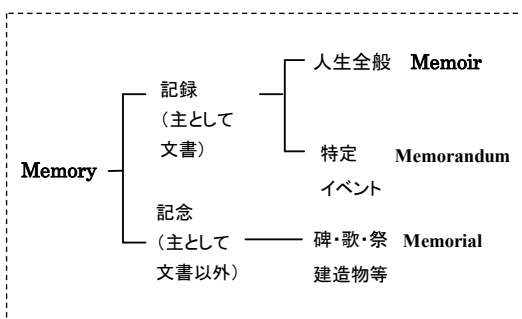 人生全般 Memoir
記録
(主として
文書)
特定 Memorandum
イベント
Memory
記念
(主として
文書以外)
碑・歌・祭 Memorial
建造物等